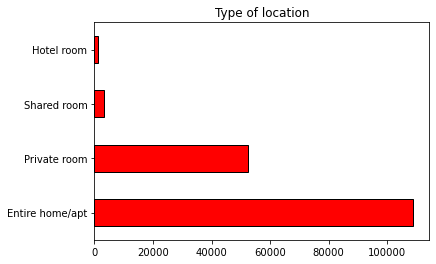 Type of location
Hotel room
Shared room
Private room
Entire home/apt
0 20000 40000 60000 80000 100000